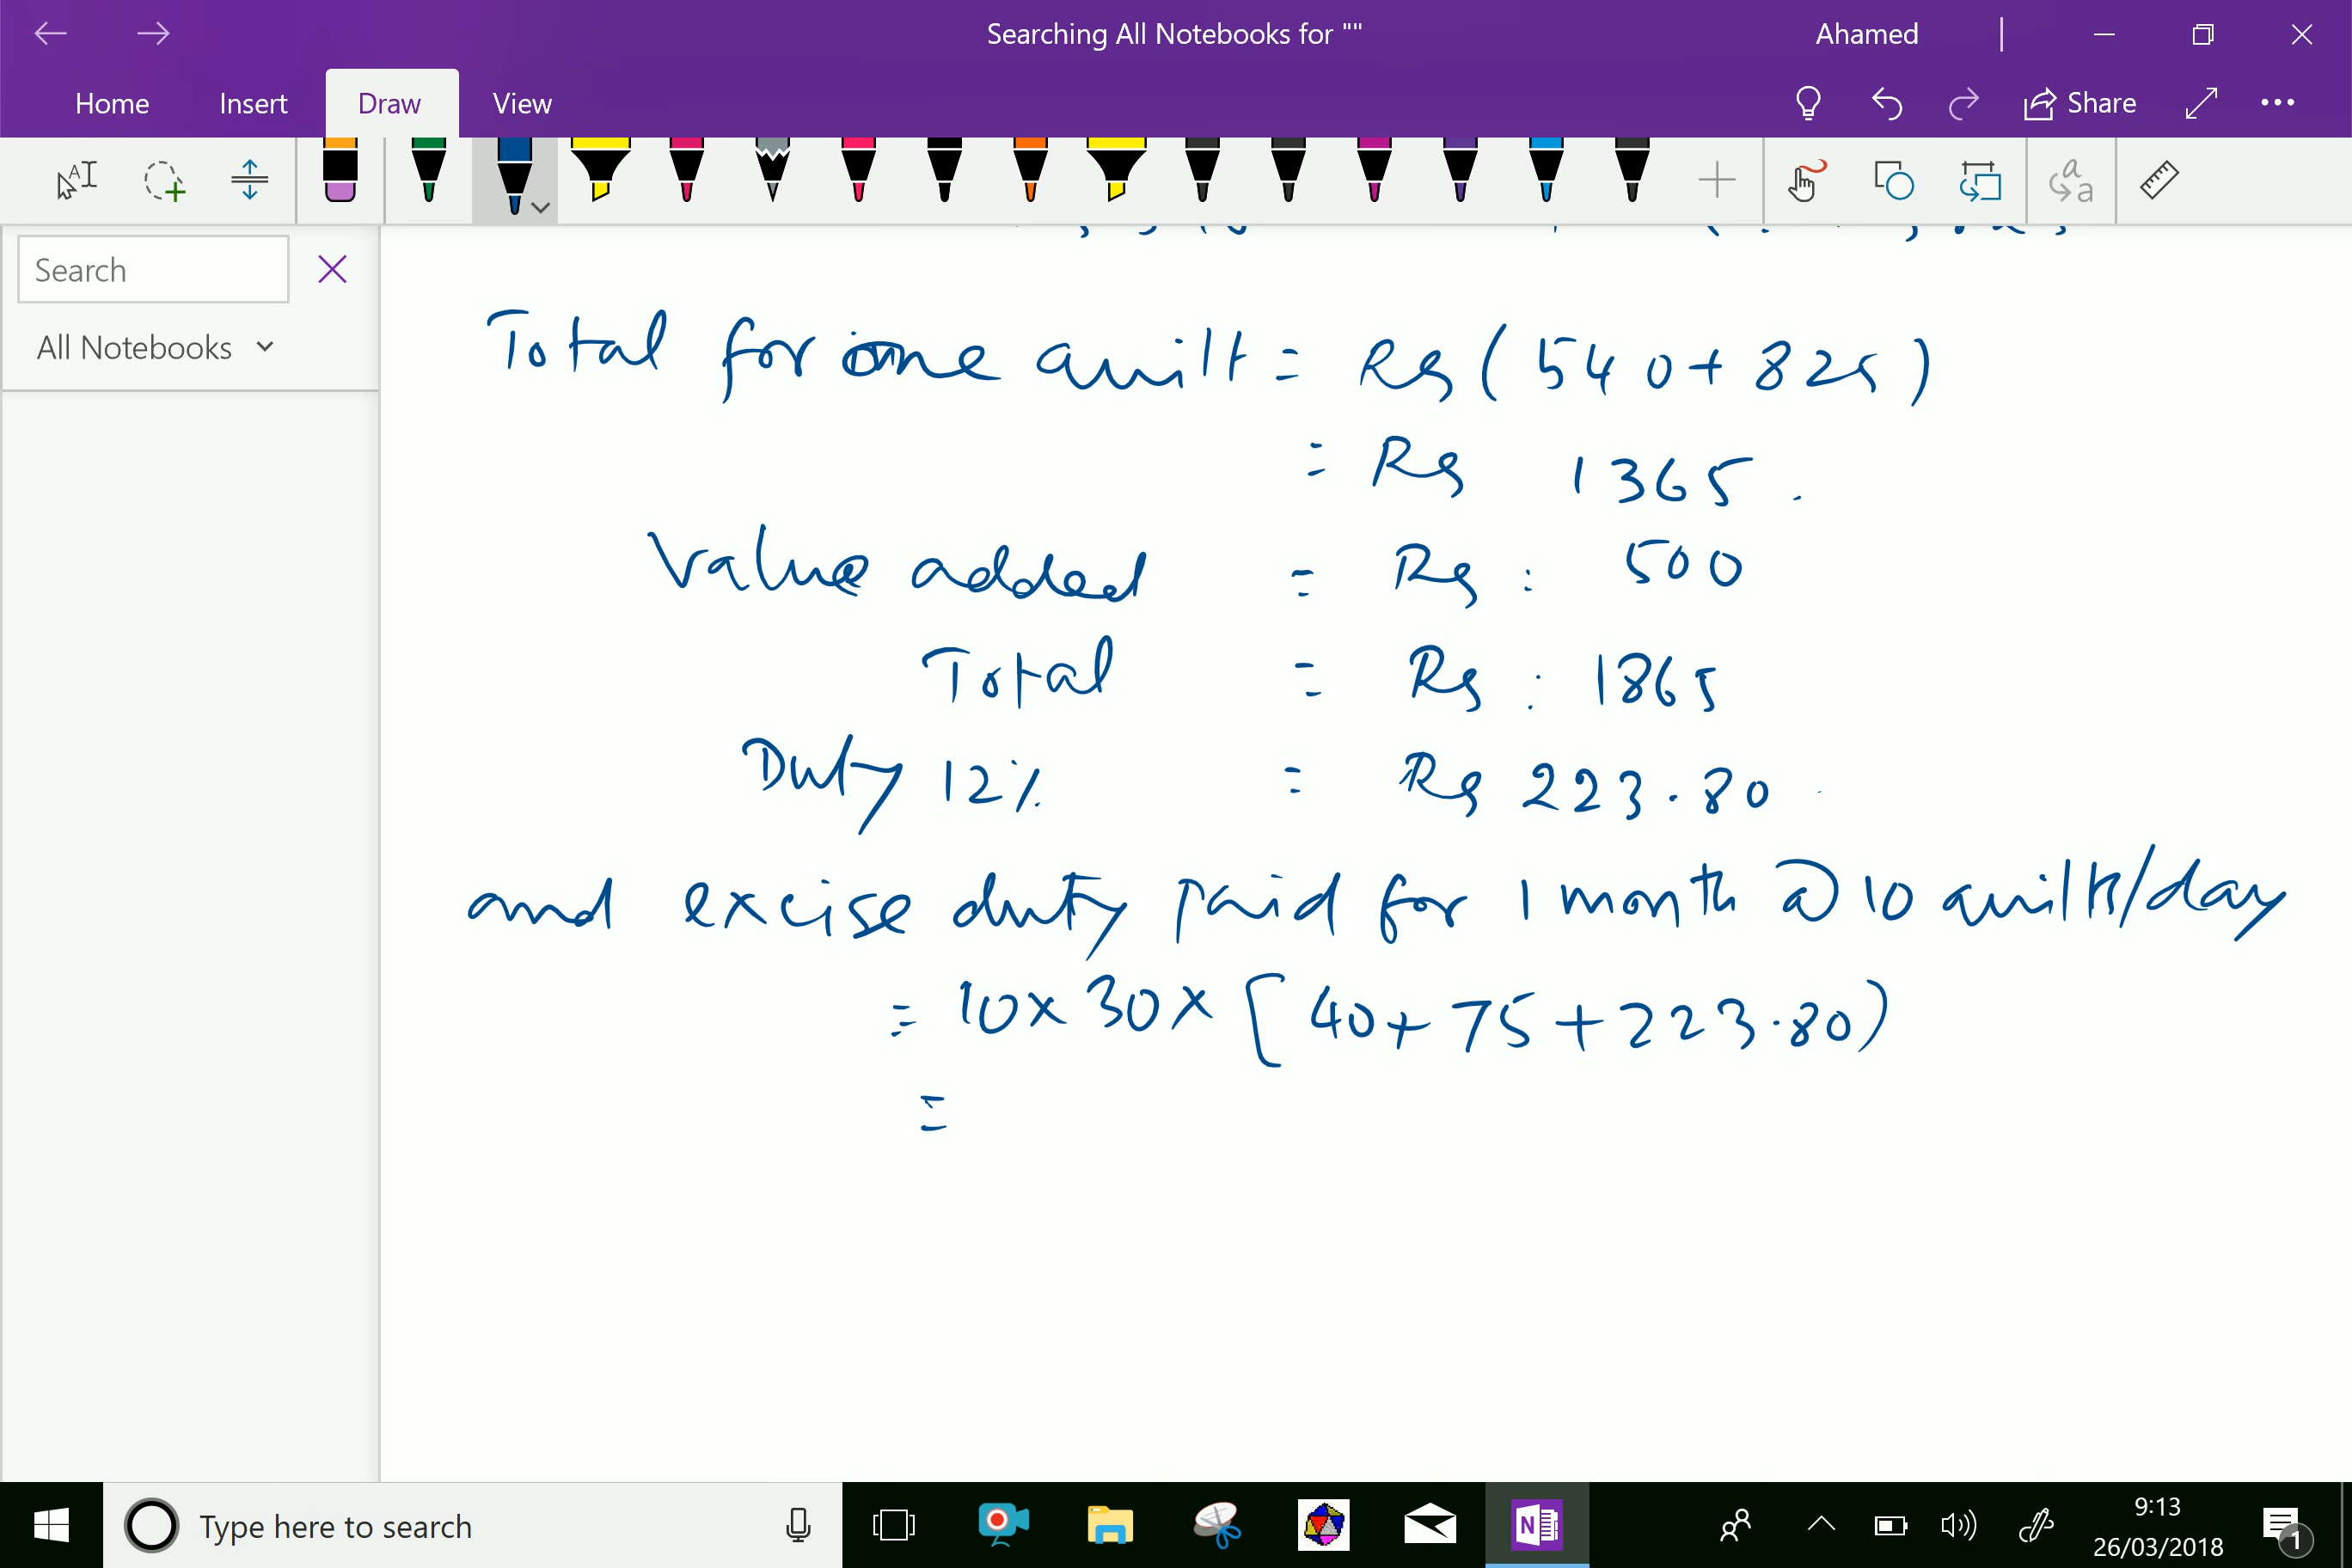 Searching All Notebooks for ""
Ahamed
Home Insert Draw View
Share
Search
All Notebooks
Total for one quilt = Rs (540 + 825)
= Rs 1365.
Value added = Rs : 500
Total = Rs : 1865
Duty 12% = Rs 223.80
and excise duty paid for 1 month @ 10 quilts/day
= 10 x 30 x [40 + 75 + 223.80)
=
Type here to search
N
9:13
26/03/2018
1